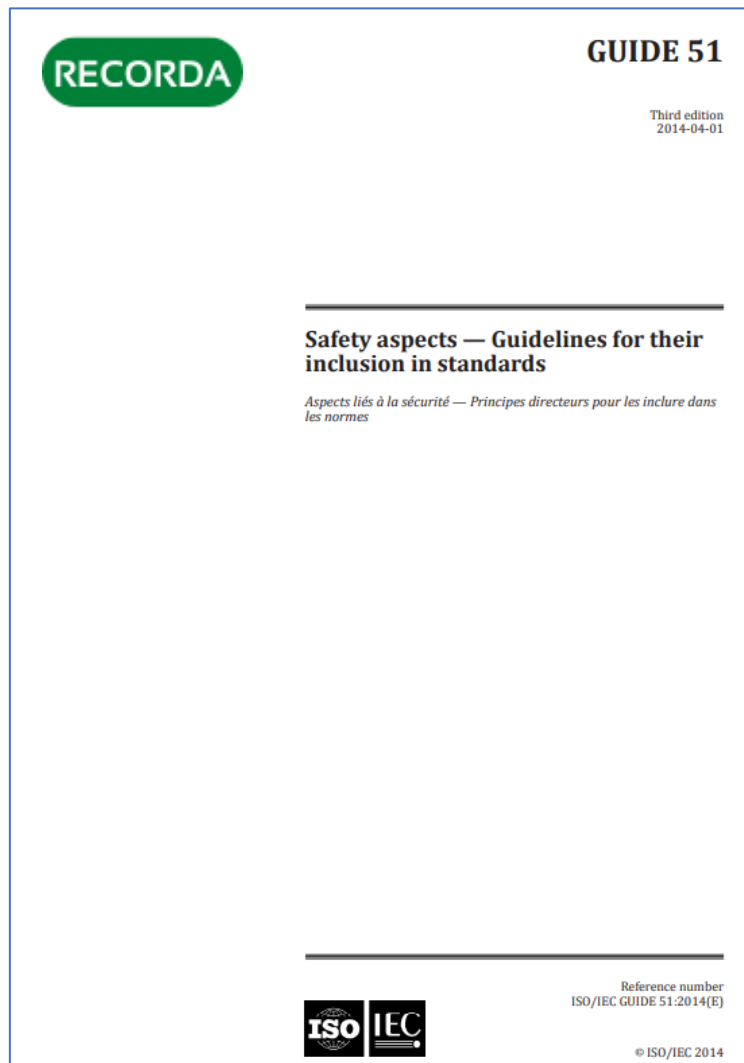 RECORDA
GUIDE 51
Third edition
2014-04-01
Safety aspects — Guidelines for their
inclusion in standards
Aspects liés à la sécurité — Principes directeurs pour les inclure dans
les normes
Reference number
ISO/IEC GUIDE 51:2014(E)
ISO IEC
© ISO/IEC 2014